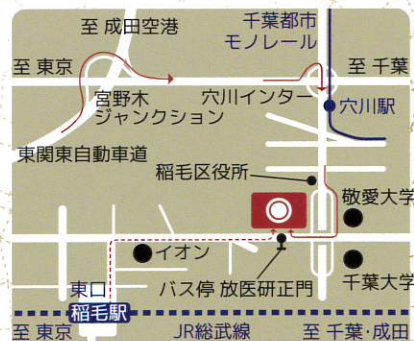 至 成田空港
千葉都市
モノレール
至 東京
至 千葉
宮野木
ジャンクション
穴川インター
穴川駅
東関東自動車道
稲毛区役所
敬愛大学
イオン
バス停 放医研正門
千葉大学
東口
稲毛駅
至 東京
JR総武線
至 千葉・成田